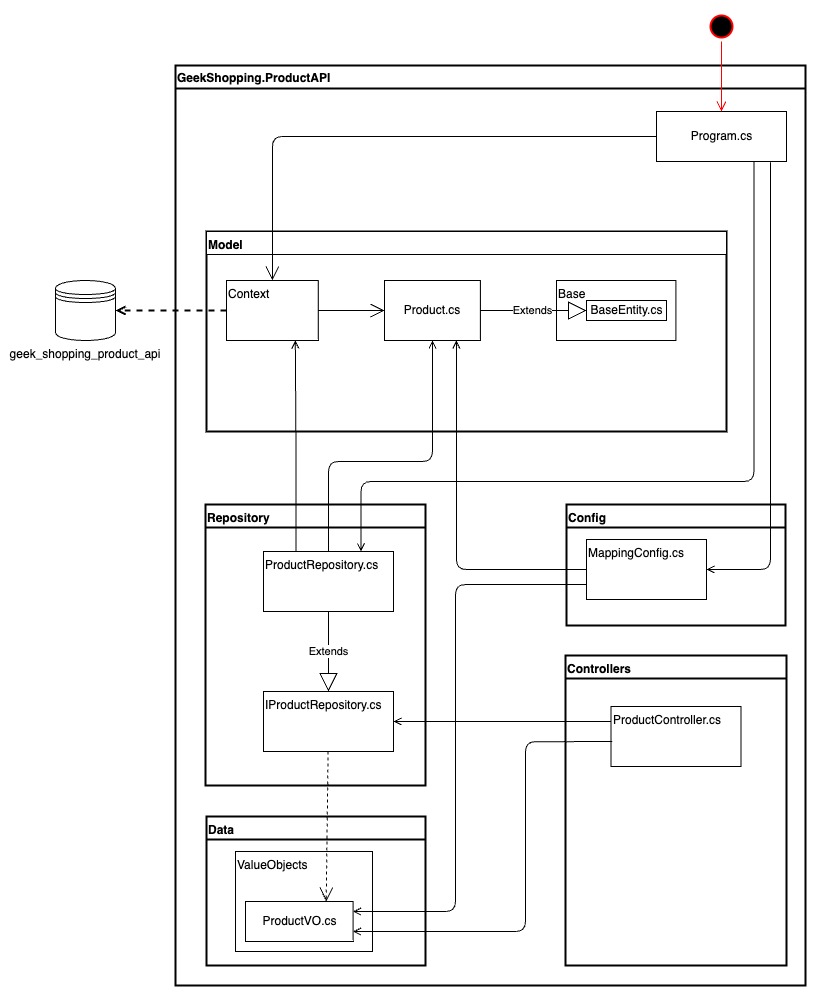 GeekShopping.ProductAPI
Program.cs
Model
Context
Product.cs
Extends
Base
BaseEntity.cs
geek_shopping_product_api
Repository
ProductRepository.cs
Extends
IProductRepository.cs
Config
MappingConfig.cs
Controllers
ProductController.cs
Data
ValueObjects
ProductVO.cs